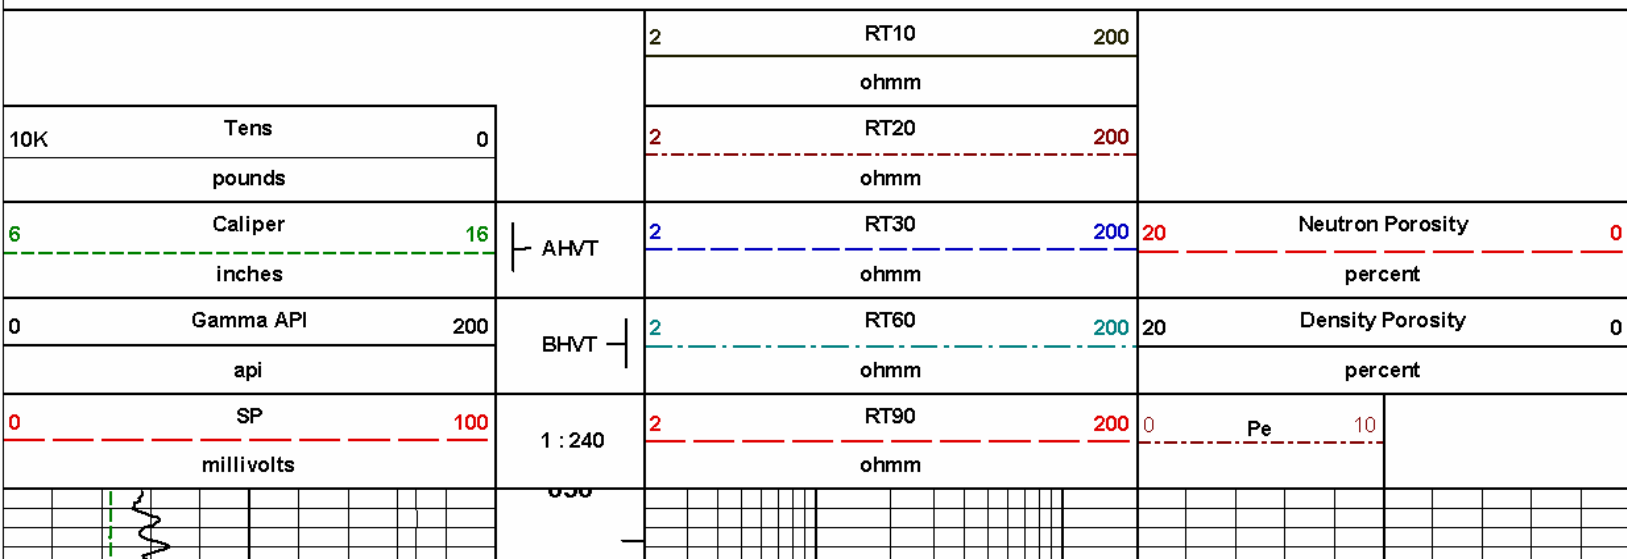 RT10
2 200
ohmm
Tens
10K 0
pounds
RT20
2 200
ohmm
Caliper
6 16
inches
AHVT
RT30
2 200
ohmm
Neutron Porosity
20 0
percent
Gamma API
0 200
api
BHVT
RT60
2 200
ohmm
Density Porosity
20 0
percent
SP
0 100
millivolts
1 : 240
RT90
2 200
ohmm
0 Pe 10